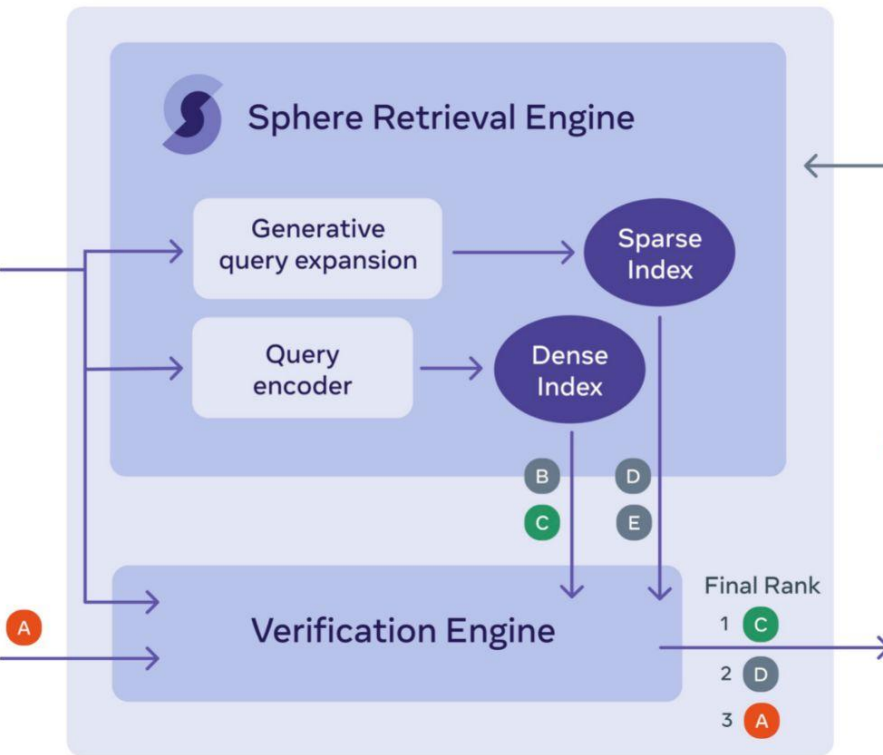 Sphere Retrieval Engine
Generative
query expansion
Sparse
Index
Query
encoder
Dense
Index
B
D
C
E
A
Verification Engine
Final Rank
1 C
2 D
3 A